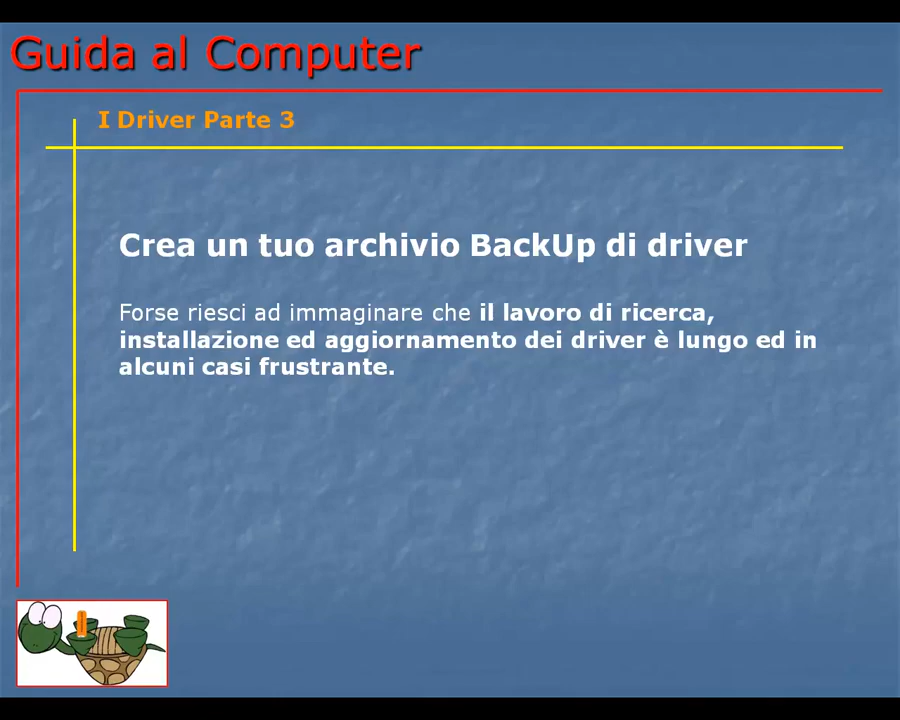 Guida al Computer
I Driver Parte 3
Crea un tuo archivio BackUp di driver
Forse riesci ad immaginare che il lavoro di ricerca,
installazione ed aggiornamento dei driver è lungo ed in
alcuni casi frustrante.